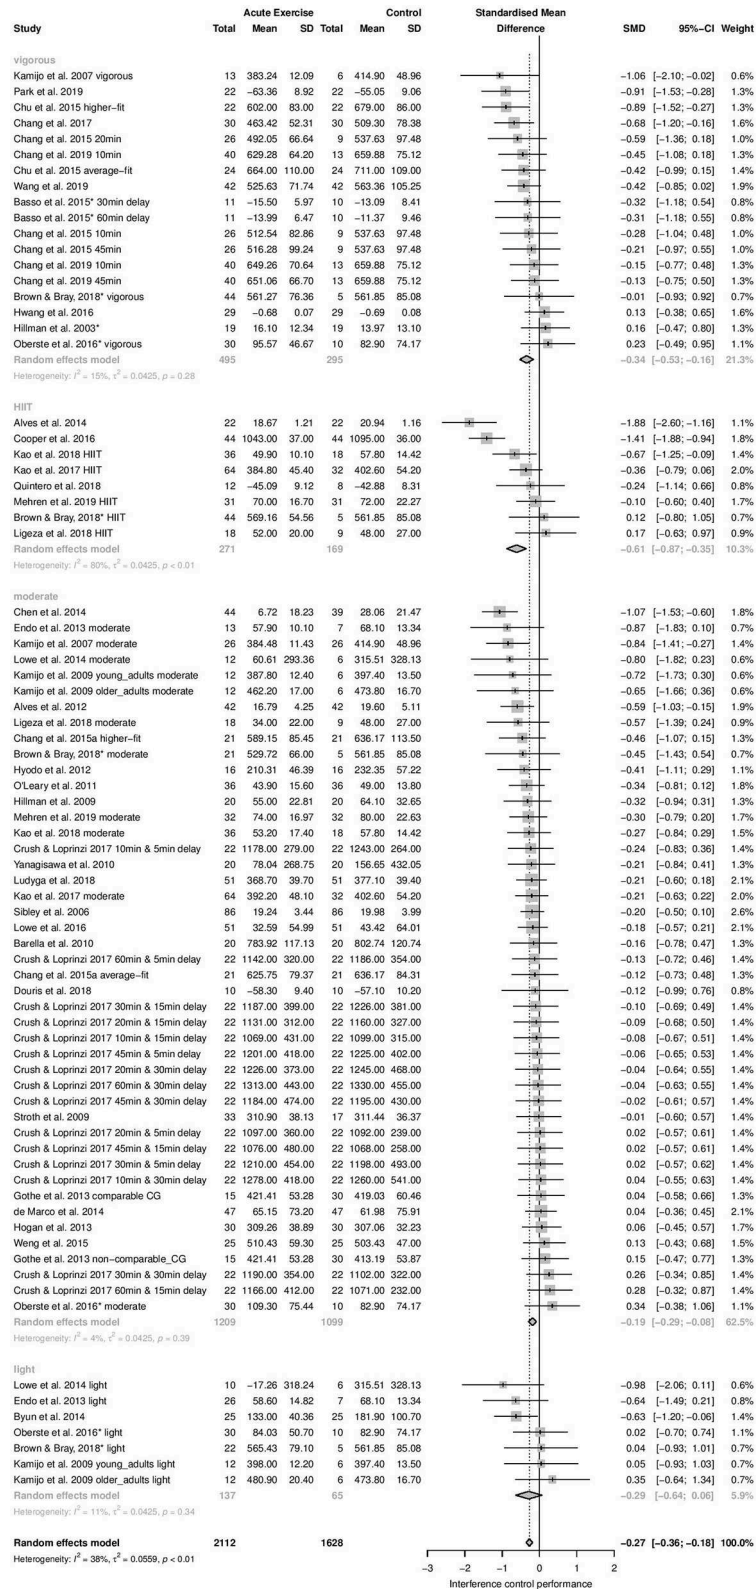 Acute Exercise Control Standardised Mean
Study Total Mean SD Total Mean SD Difference SMD 95%−CI Weight
vigorous
Kamijo et al. 2007 vigorous 13 383.24 12.09 6 414.90 48.96 −1.06 [−2.10; −0.02] 0.6%
Park et al. 2019 22 −63.36 8.92 22 −55.05 9.06 −0.91 [−1.53; −0.28] 1.3%
Chu et al. 2015 higher−fit 22 602.00 83.00 22 679.00 86.00 −0.89 [−1.52; −0.27] 1.3%
Chang et al. 2017 30 463.42 52.31 30 509.30 78.38 −0.68 [−1.20; −0.16] 1.6%
Chang et al. 2015 20min 26 492.05 66.64 9 537.63 97.48 −0.59 [−1.36; 0.18] 1.0%
Chang et al. 2019 10min 40 629.28 64.20 13 659.88 75.12 −0.45 [−1.08; 0.18] 1.3%
Chu et al. 2015 average−fit 24 664.00 110.00 24 711.00 109.00 −0.42 [−0.99; 0.15] 1.4%
Wang et al. 2019 42 525.63 71.74 42 563.36 105.25 −0.42 [−0.85; 0.02] 1.9%
Basso et al. 2015* 30min delay 11 −15.50 5.97 10 −13.09 8.41 −0.32 [−1.18; 0.54] 0.8%
Basso et al. 2015* 60min delay 11 −13.99 6.47 10 −11.37 9.46 −0.31 [−1.18; 0.55] 0.8%
Chang et al. 2015 10min 26 512.54 82.86 9 537.63 97.48 −0.28 [−1.04; 0.48] 1.0%
Chang et al. 2015 45min 26 516.28 99.24 9 537.63 97.48 −0.21 [−0.97; 0.55] 1.0%
Chang et al. 2019 10min 40 649.26 70.64 13 659.88 75.12 −0.15 [−0.77; 0.48] 1.3%
Chang et al. 2019 45min 40 651.06 66.70 13 659.88 75.12 −0.13 [−0.75; 0.50] 1.3%
Brown & Bray, 2018* vigorous 44 561.27 76.36 5 561.85 85.08 −0.01 [−0.93; 0.92] 0.7%
Hwang et al. 2016 29 −0.68 0.07 29 −0.69 0.08 0.13 [−0.38; 0.65] 1.6%
Hillman et al. 2003* 19 16.10 12.34 19 13.97 13.10 0.16 [−0.47; 0.80] 1.3%
Oberste et al. 2016* vigorous 30 95.57 46.67 10 82.90 74.17 0.23 [−0.49; 0.95] 1.1%
Random effects model 495 295 −0.34 [−0.53; −0.16] 21.3%
Heterogeneity: I² = 15%, τ² = 0.0425, p = 0.28
HIIT
Alves et al. 2014 22 18.67 1.21 22 20.94 1.16 −1.88 [−2.60; −1.16] 1.1%
Cooper et al. 2016 44 1043.00 37.00 44 1095.00 36.00 −1.41 [−1.88; −0.94] 1.8%
Kao et al. 2018 HIIT 36 49.90 10.10 18 57.80 14.42 −0.67 [−1.25; −0.09] 1.4%
Kao et al. 2017 HIIT 64 384.80 45.40 32 402.60 54.20 −0.36 [−0.79; 0.06] 2.0%
Quintero et al. 2018 12 −45.09 9.12 8 −42.88 8.31 −0.24 [−1.14; 0.66] 0.8%
Mehren et al. 2019 HIIT 31 70.00 16.70 31 72.00 22.27 −0.10 [−0.60; 0.40] 1.7%
Brown & Bray, 2018* HIIT 44 569.16 54.56 5 561.85 85.08 0.12 [−0.80; 1.05] 0.7%
Ligeza et al. 2018 HIIT 18 52.00 20.00 9 48.00 27.00 0.17 [−0.63; 0.97] 0.9%
Random effects model 271 169 −0.61 [−0.87; −0.35] 10.3%
Heterogeneity: I² = 80%, τ² = 0.0425, p < 0.01
moderate
Chen et al. 2014 44 6.72 18.23 39 28.06 21.47 −1.07 [−1.53; −0.60] 1.8%
Endo et al. 2013 moderate 13 57.90 10.10 7 68.10 13.34 −0.87 [−1.83; 0.10] 0.7%
Kamijo et al. 2007 moderate 26 384.48 11.43 26 414.90 48.96 −0.84 [−1.41; −0.27] 1.4%
Lowe et al. 2014 moderate 12 60.61 293.36 6 315.51 328.13 −0.80 [−1.82; 0.23] 0.6%
Kamijo et al. 2009 young_adults moderate 12 387.80 12.40 6 397.40 13.50 −0.72 [−1.73; 0.30] 0.6%
Kamijo et al. 2009 older_adults moderate 12 462.20 17.00 6 473.80 16.70 −0.65 [−1.66; 0.36] 0.6%
Alves et al. 2012 42 16.79 4.25 42 19.60 5.11 −0.59 [−1.03; −0.15] 1.9%
Ligeza et al. 2018 moderate 18 34.00 22.00 9 48.00 27.00 −0.57 [−1.39; 0.24] 0.9%
Chang et al. 2015a higher−fit 21 589.15 85.45 21 636.17 113.50 −0.46 [−1.07; 0.15] 1.3%
Brown & Bray, 2018* moderate 21 529.72 66.00 5 561.85 85.08 −0.45 [−1.43; 0.54] 0.7%
Hyodo et al. 2012 16 210.31 46.39 16 232.35 57.22 −0.41 [−1.11; 0.29] 1.1%
O'Leary et al. 2011 36 43.90 15.60 36 49.00 13.80 −0.34 [−0.81; 0.12] 1.8%
Hillman et al. 2009 20 55.00 22.81 20 64.10 32.65 −0.32 [−0.94; 0.31] 1.3%
Mehren et al. 2019 moderate 32 74.00 16.97 32 80.00 22.63 −0.30 [−0.79; 0.20] 1.7%
Kao et al. 2018 moderate 36 53.20 17.40 18 57.80 14.42 −0.27 [−0.84; 0.29] 1.4%
Crush & Loprinzi 2017 10min & 5min delay 22 1178.00 279.00 22 1243.00 264.00 −0.24 [−0.83; 0.36] 1.4%
Yanagisawa et al. 2010 20 78.04 268.75 20 156.65 432.05 −0.21 [−0.84; 0.41] 1.3%
Ludyga et al. 2018 51 368.70 39.70 51 377.10 39.40 −0.21 [−0.60; 0.18] 2.1%
Kao et al. 2017 moderate 64 392.20 48.10 32 402.60 54.20 −0.21 [−0.63; 0.22] 2.0%
Sibley et al. 2006 86 19.24 3.44 86 19.98 3.99 −0.20 [−0.50; 0.10] 2.5%
Lowe et al. 2016 51 32.59 54.99 51 43.42 64.01 −0.18 [−0.57; 0.21] 2.1%
Barella et al. 2010 20 783.92 117.13 20 802.74 120.74 −0.16 [−0.78; 0.47] 1.3%
Crush & Loprinzi 2017 60min & 5min delay 22 1142.00 320.00 22 1186.00 354.00 −0.13 [−0.72; 0.46] 1.4%
Chang et al. 2015a average−fit 21 625.75 79.37 21 636.17 84.31 −0.12 [−0.73; 0.48] 1.3%
Douris et al. 2018 10 −58.30 9.40 10 −57.10 10.20 −0.12 [−0.99; 0.76] 0.8%
Crush & Loprinzi 2017 30min & 15min delay 22 1187.00 399.00 22 1226.00 381.00 −0.10 [−0.69; 0.49] 1.4%
Crush & Loprinzi 2017 20min & 15min delay 22 1131.00 312.00 22 1160.00 327.00 −0.09 [−0.68; 0.50] 1.4%
Crush & Loprinzi 2017 10min & 15min delay 22 1069.00 431.00 22 1099.00 315.00 −0.08 [−0.67; 0.51] 1.4%
Crush & Loprinzi 2017 45min & 5min delay 22 1201.00 418.00 22 1225.00 402.00 −0.06 [−0.65; 0.53] 1.4%
Crush & Loprinzi 2017 20min & 30min delay 22 1226.00 373.00 22 1245.00 468.00 −0.04 [−0.64; 0.55] 1.4%
Crush & Loprinzi 2017 60min & 30min delay 22 1313.00 443.00 22 1330.00 455.00 −0.04 [−0.63; 0.55] 1.4%
Crush & Loprinzi 2017 45min & 30min delay 22 1184.00 474.00 22 1195.00 430.00 −0.02 [−0.61; 0.57] 1.4%
Stroth et al. 2009 33 310.90 38.13 17 311.44 36.37 −0.01 [−0.60; 0.57] 1.4%
Crush & Loprinzi 2017 20min & 5min delay 22 1097.00 360.00 22 1092.00 239.00 0.02 [−0.57; 0.61] 1.4%
Crush & Loprinzi 2017 45min & 15min delay 22 1076.00 480.00 22 1068.00 258.00 0.02 [−0.57; 0.61] 1.4%
Crush & Loprinzi 2017 30min & 5min delay 22 1210.00 454.00 22 1198.00 493.00 0.02 [−0.57; 0.62] 1.4%
Crush & Loprinzi 2017 10min & 30min delay 22 1278.00 418.00 22 1260.00 541.00 0.04 [−0.55; 0.63] 1.4%
Gothe et al. 2013 comparable CG 15 421.41 53.28 30 419.03 60.46 0.04 [−0.58; 0.66] 1.3%
de Marco et al. 2014 47 65.15 73.20 47 61.98 75.91 0.04 [−0.36; 0.45] 2.1%
Hogan et al. 2013 30 309.26 38.89 30 307.06 32.23 0.06 [−0.45; 0.57] 1.6%
Weng et al. 2015 25 510.43 59.30 25 503.43 47.00 0.13 [−0.43; 0.68] 1.5%
Gothe et al. 2013 non−comparable_CG 15 421.41 53.28 30 413.19 53.87 0.15 [−0.47; 0.77] 1.3%
Crush & Loprinzi 2017 30min & 30min delay 22 1190.00 354.00 22 1102.00 322.00 0.26 [−0.34; 0.85] 1.4%
Crush & Loprinzi 2017 60min & 15min delay 22 1166.00 412.00 22 1071.00 232.00 0.28 [−0.32; 0.87] 1.4%
Oberste et al. 2016* moderate 30 109.30 75.44 10 82.90 74.17 0.34 [−0.38; 1.06] 1.1%
Random effects model 1209 1099 −0.19 [−0.29; −0.08] 62.5%
Heterogeneity: I² = 4%, τ² = 0.0425, p = 0.39
light
Lowe et al. 2014 light 10 −17.26 318.24 6 315.51 328.13 −0.98 [−2.06; 0.11] 0.6%
Endo et al. 2013 light 26 58.60 14.82 7 68.10 13.34 −0.64 [−1.49; 0.21] 0.8%
Byun et al. 2014 25 133.00 40.36 25 181.90 100.70 −0.63 [−1.20; −0.06] 1.4%
Oberste et al. 2016* light 30 84.03 50.70 10 82.90 74.17 0.02 [−0.70; 0.74] 1.1%
Brown & Bray, 2018* light 22 565.43 79.10 5 561.85 85.08 0.04 [−0.93; 1.01] 0.7%
Kamijo et al. 2009 young_adults light 12 398.00 12.20 6 397.40 13.50 0.05 [−0.93; 1.03] 0.7%
Kamijo et al. 2009 older_adults light 12 480.90 20.40 6 473.80 16.70 0.35 [−0.64; 1.34] 0.7%
Random effects model 137 65 −0.29 [−0.64; 0.06] 5.9%
Heterogeneity: I² = 11%, τ² = 0.0425, p = 0.34
Random effects model 2112 1628 −0.27 [−0.36; −0.18] 100.0%
Heterogeneity: I² = 38%, τ² = 0.0559, p < 0.01
−3 −2 −1 0 1 2
Interference control performance